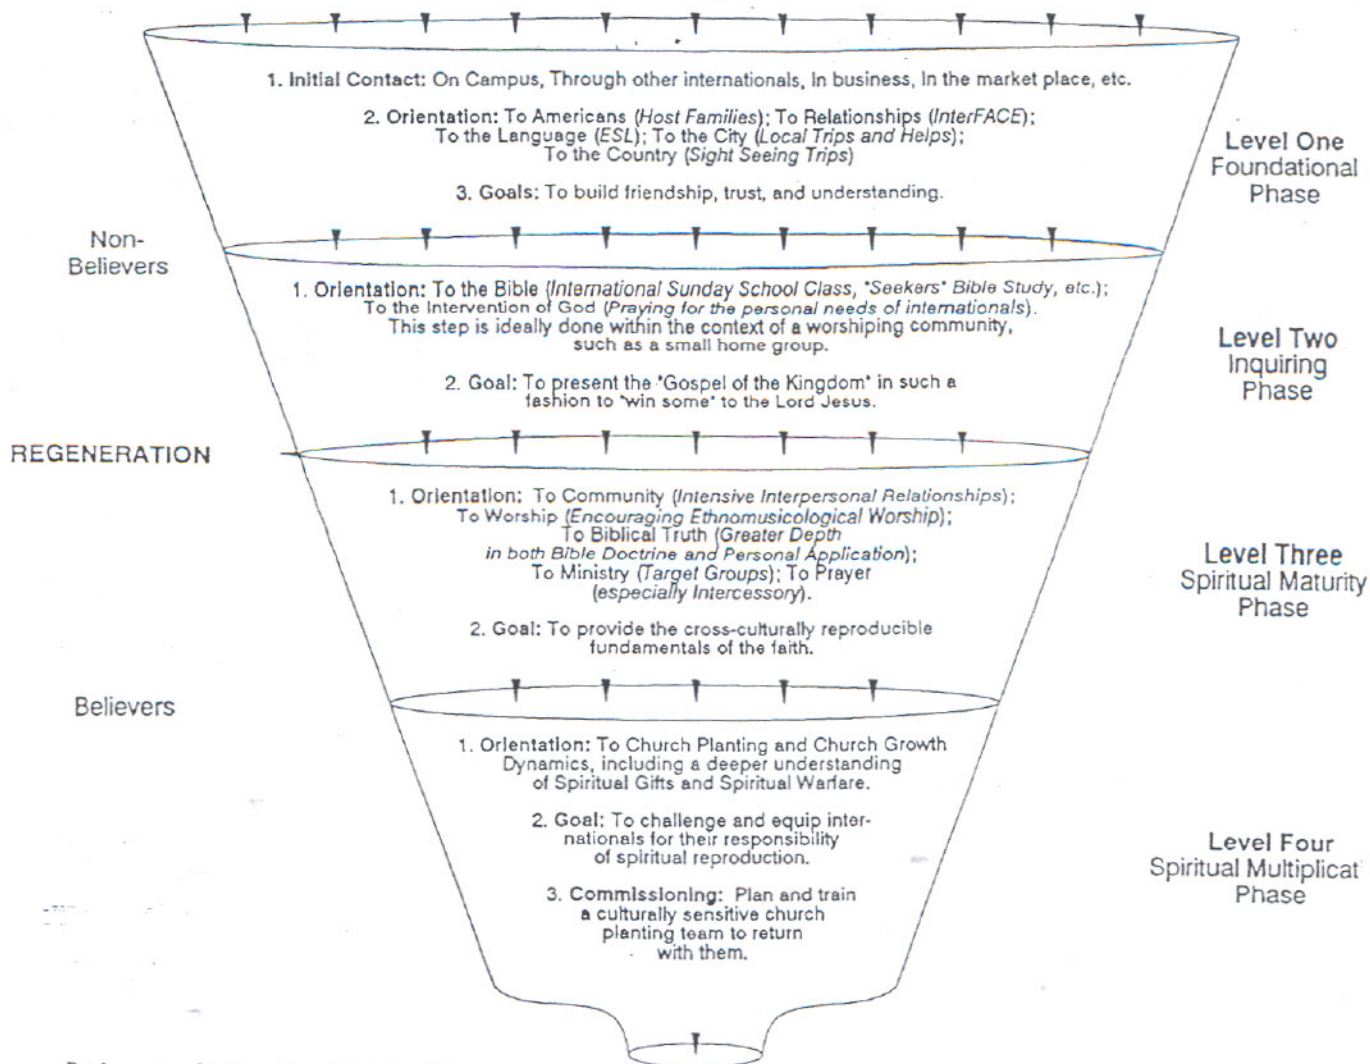 1. Initial Contact: On Campus, Through other internationals, In business, In the market place, etc.
2. Orientation: To Americans (Host Families); To Relationships (InterFACE);
To the Language (ESL); To the City (Local Trips and Helps);
To the Country (Sight Seeing Trips)
3. Goals: To build friendship, trust, and understanding.
Level One
Foundational
Phase
Non-
Believers
1. Orientation: To the Bible (International Sunday School Class, "Seekers" Bible Study, etc.);
To the Intervention of God (Praying for the personal needs of internationals).
This step is ideally done within the context of a worshiping community,
such as a small home group.
2. Goal: To present the "Gospel of the Kingdom" in such a
fashion to "win some" to the Lord Jesus.
Level Two
Inquiring
Phase
REGENERATION
1. Orientation: To Community (Intensive Interpersonal Relationships);
To Worship (Encouraging Ethnomusicological Worship);
To Biblical Truth (Greater Depth
in both Bible Doctrine and Personal Application);
To Ministry (Target Groups); To Prayer
(especially Intercessory).
2. Goal: To provide the cross-culturally reproducible
fundamentals of the faith.
Level Three
Spiritual Maturity
Phase
Believers
1. Orientation: To Church Planting and Church Growth
Dynamics, including a deeper understanding
of Spiritual Gifts and Spiritual Warfare.
2. Goal: To challenge and equip inter-
nationals for their responsibility
of spiritual reproduction.
3. Commissioning: Plan and train
a culturally sensitive church
planting team to return
with them.
Level Four
Spiritual Multiplicat
Phase